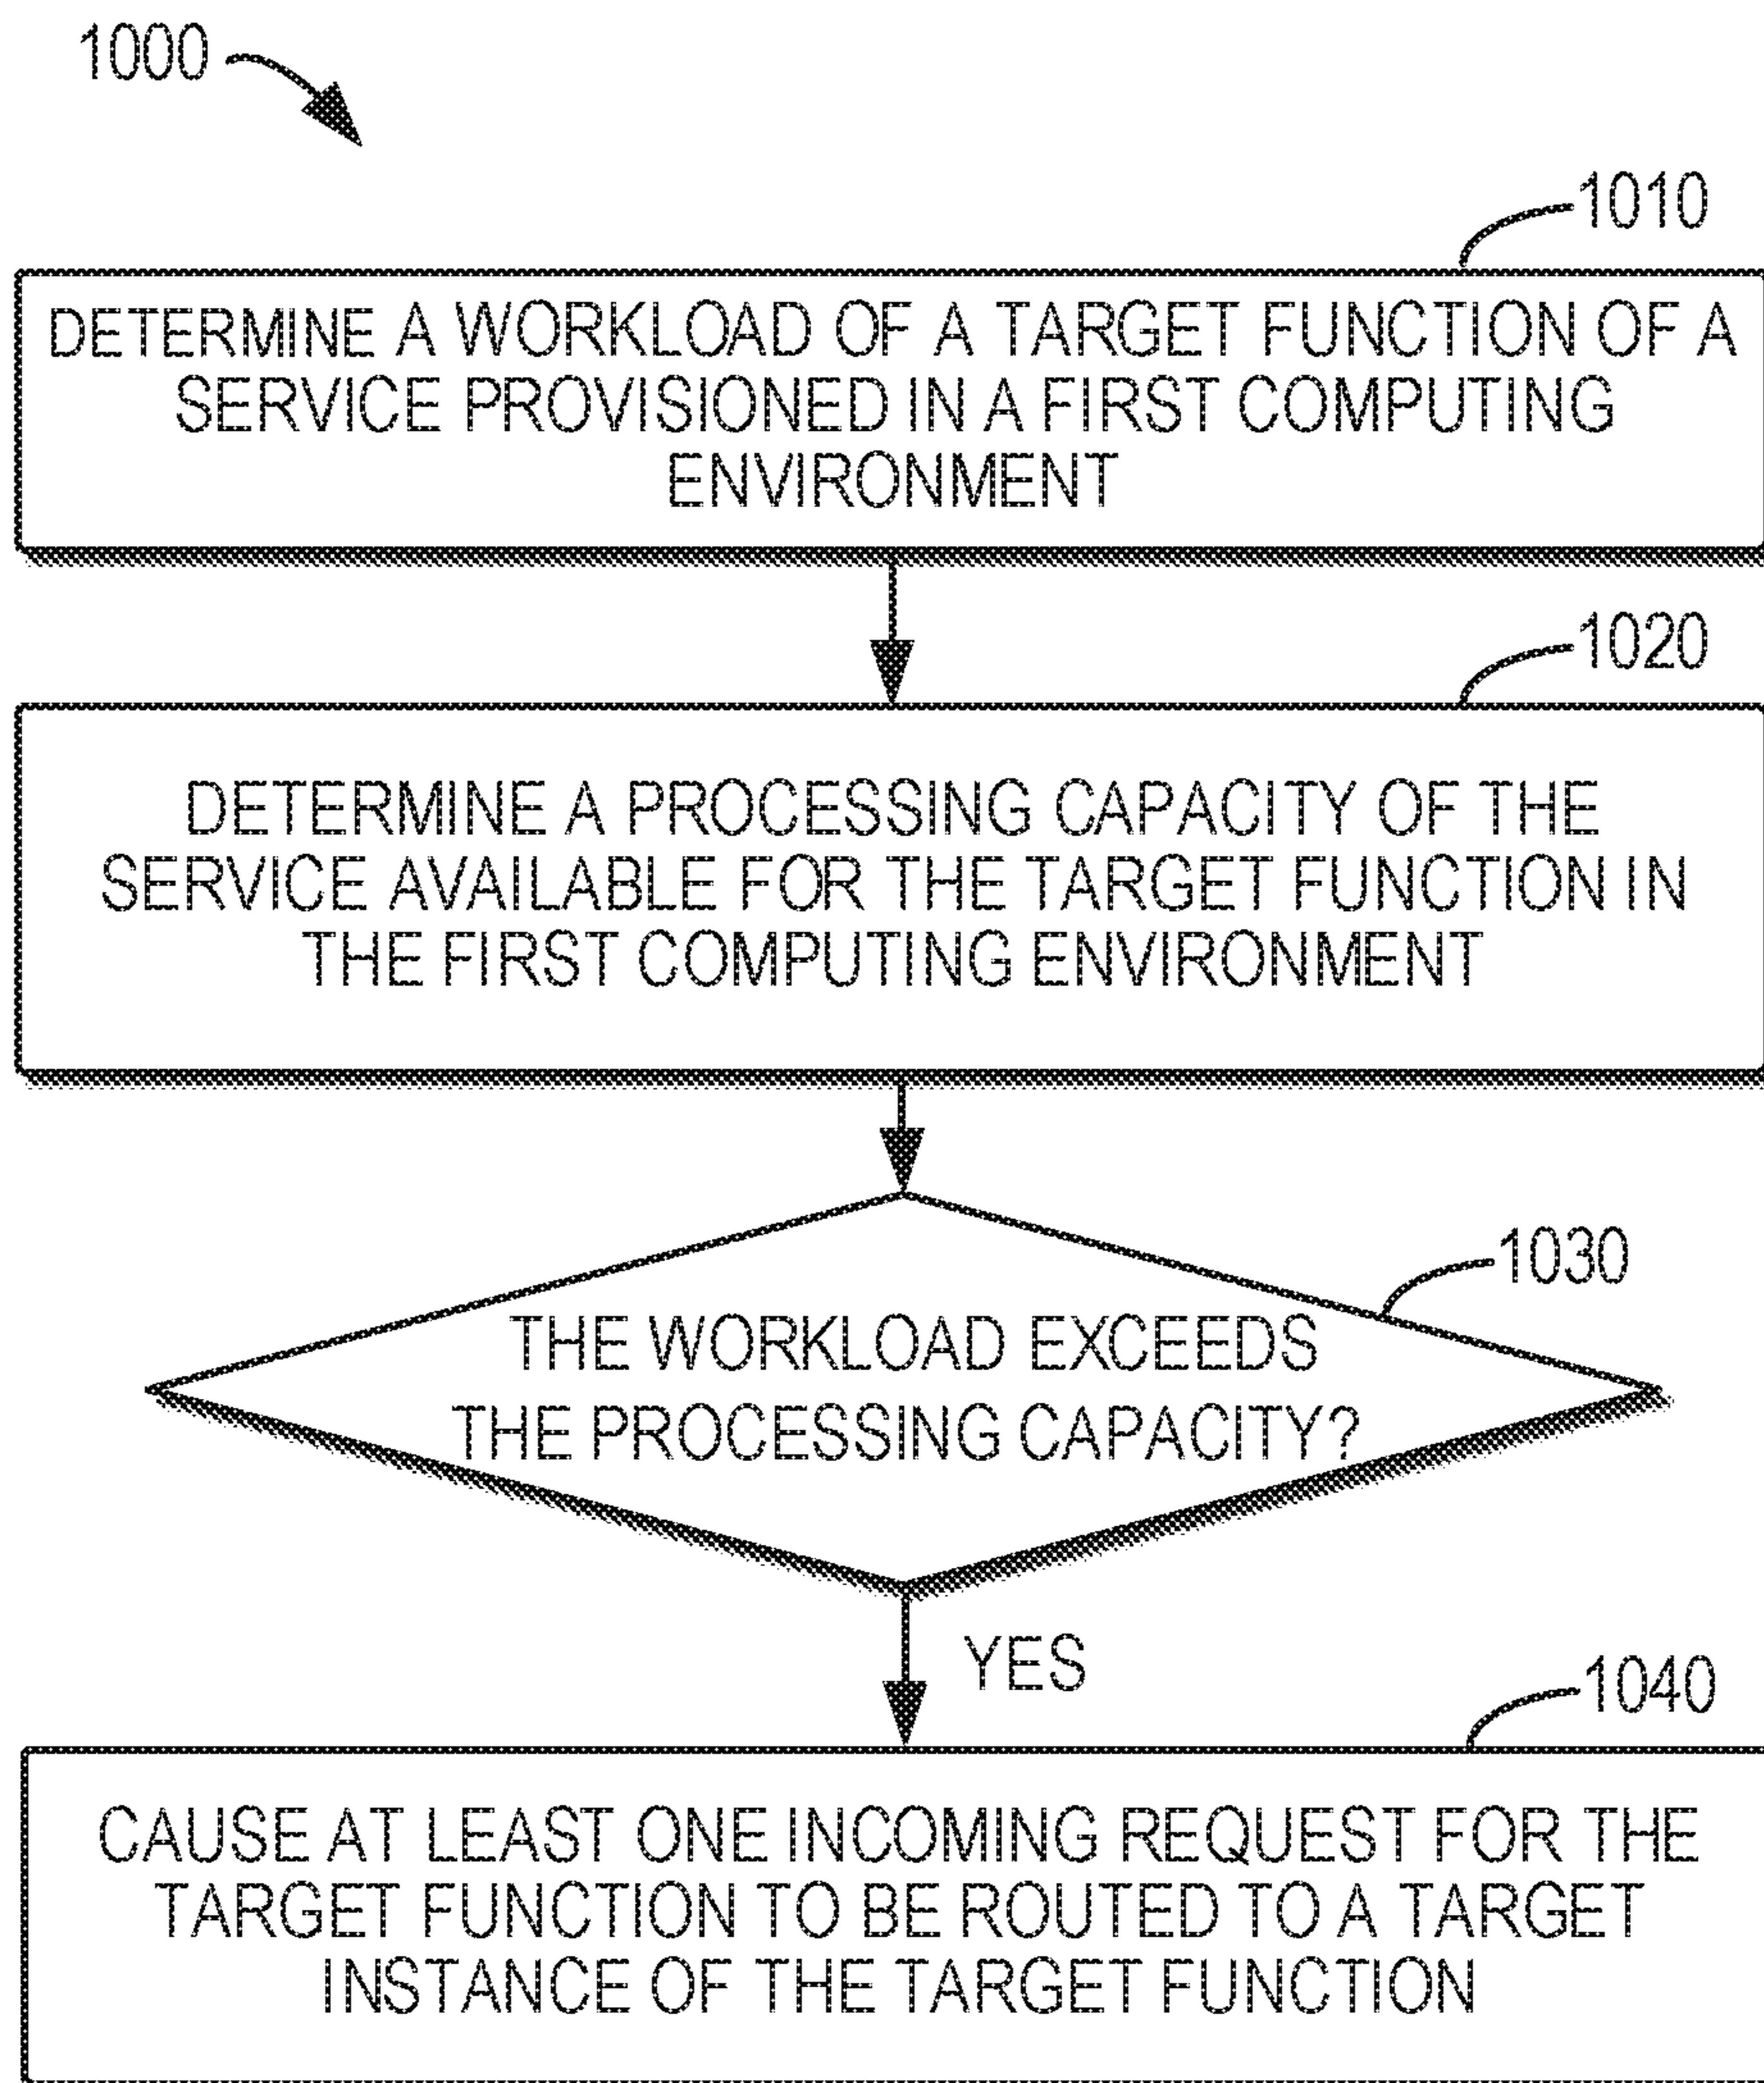 1000
1010
DETERMINE A WORKLOAD OF A TARGET FUNCTION OF A
SERVICE PROVISIONED IN A FIRST COMPUTING
ENVIRONMENT
1020
DETERMINE A PROCESSING CAPACITY OF THE
SERVICE AVAILABLE FOR THE TARGET FUNCTION IN
THE FIRST COMPUTING ENVIRONMENT
1030
THE WORKLOAD EXCEEDS
THE PROCESSING CAPACITY?
YES
1040
CAUSE AT LEAST ONE INCOMING REQUEST FOR THE
TARGET FUNCTION TO BE ROUTED TO A TARGET
INSTANCE OF THE TARGET FUNCTION